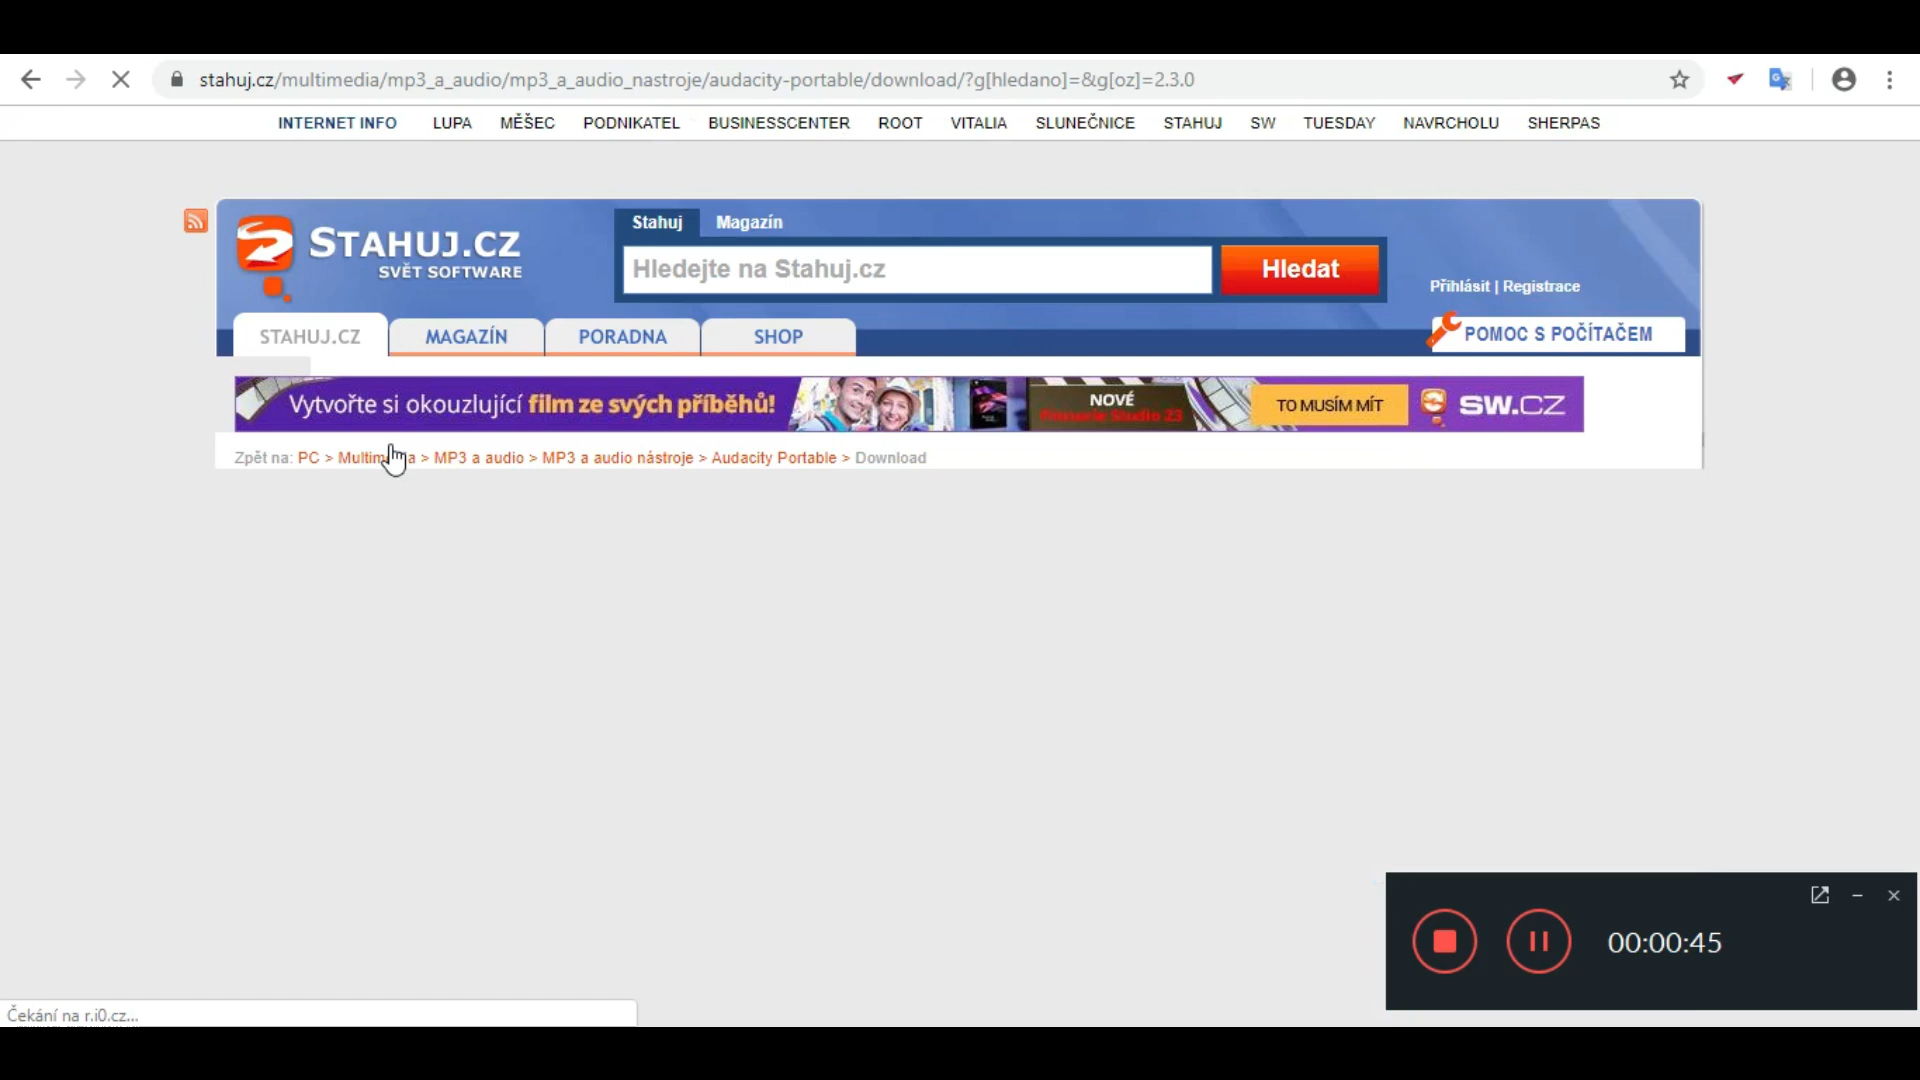 stahuj.cz/multimedia/mp3_a_audio/mp3_a_audio_nastroje/audacity-portable/download/?g[hledano]=&g[oz]=2.3.0
INTERNET INFO LUPA MĚŠEC PODNIKATEL BUSINESSCENTER ROOT VITALIA SLUNEČNICE STAHUJ SW TUESDAY NAVRCHOLU SHERPAS
Stahuj Magazín
STAHUJ.CZ
SVĚT SOFTWARE
Hledejte na Stahuj.cz
Hledat
Přihlásit | Registrace
STAHUJ.CZ MAGAZÍN PORADNA SHOP
POMOC S POČÍTAČEM
Vytvořte si okouzlující film ze svých příběhů!
NOVÉ
Pinnacle Studio 23
TO MUSÍM MÍT
SW.CZ
Zpět na: PC > > MP3 a audio > MP3 a audio nástroje > Audacity Portable > Download
00:00:45
Čekání na r.i0.cz...